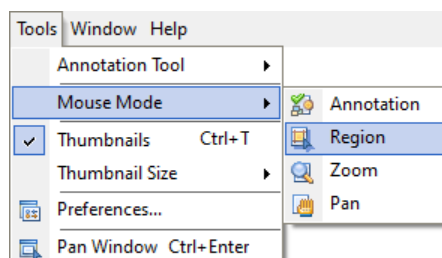 Tools Window Help
Annotation Tool
Mouse Mode
Thumbnails Ctrl+T
Thumbnail Size
Preferences...
Pan Window Ctrl+Enter
Annotation
Region
Zoom
Pan